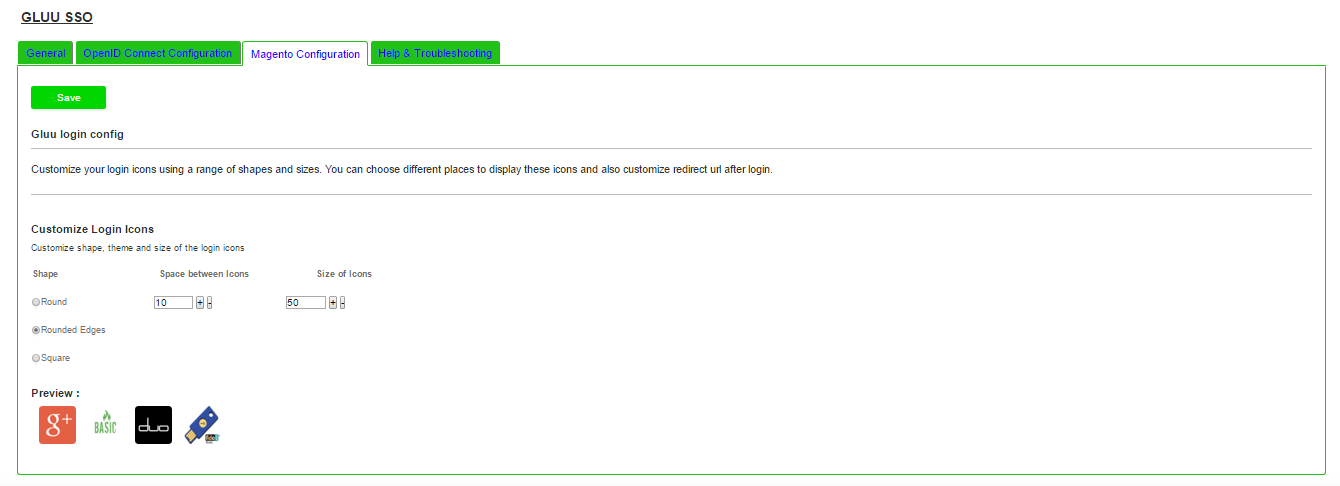 GLUU SSO
General OpenID Connect Configuration Magento Configuration Help & Troubleshooting
Save
Gluu login config
Customize your login icons using a range of shapes and sizes. You can choose different places to display these icons and also customize redirect url after login.
Customize Login Icons
Customize shape, theme and size of the login icons
Shape Space between Icons Size of Icons
Round 10 + - 50 + -
Rounded Edges
Square
Preview :
g+ BASIC duo